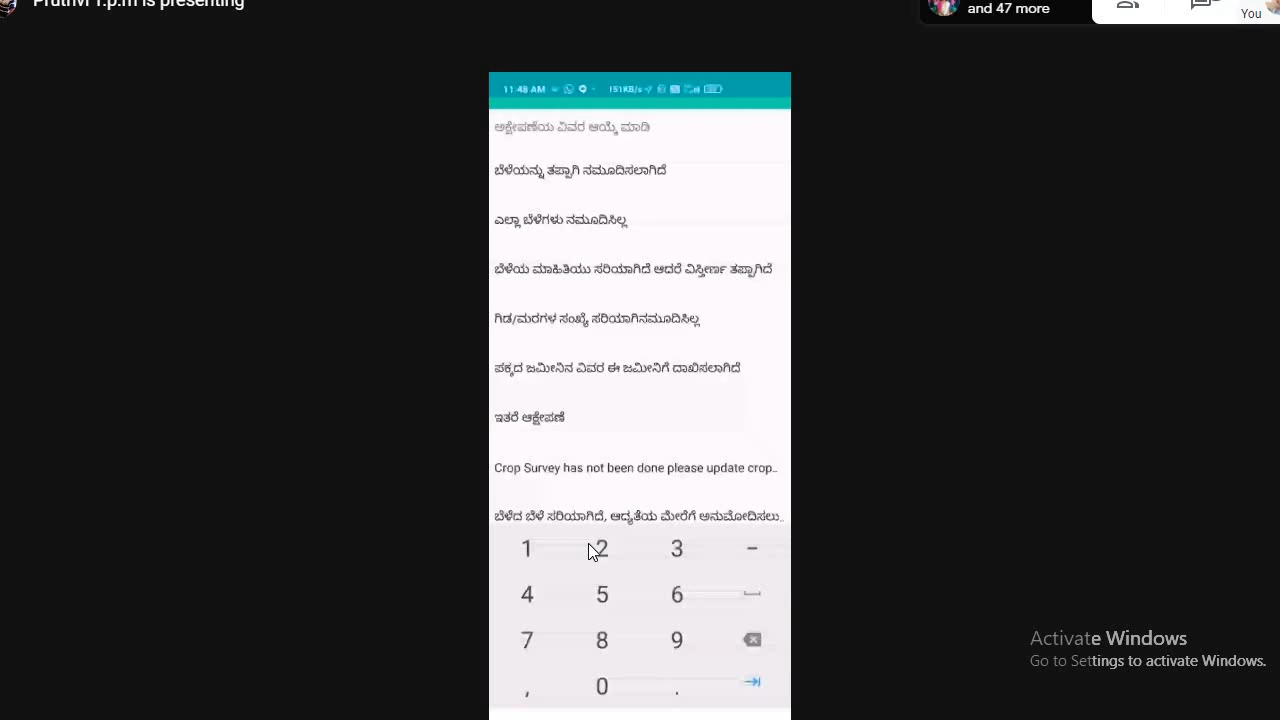 Pruthvi T.p.m is presenting
and 47 more
You
11:48 AM
151KB/s
ಅಕ್ಷೇಪಣೆಯ ವಿವರ ಆಯ್ಕೆ ಮಾಡಿ
ಬೆಳೆಯನ್ನು ತಪ್ಪಾಗಿ ನಮೂದಿಸಲಾಗಿದೆ
ಎಲ್ಲಾ ಬೆಳೆಗಳು ನಮೂದಿಸಿಲ್ಲ
ಬೆಳೆಯ ಮಾಹಿತಿಯು ಸರಿಯಾಗಿದೆ ಆದರೆ ವಿಸ್ತೀರ್ಣ ತಪ್ಪಾಗಿದೆ
ಗಿಡ/ಮರಗಳ ಸಂಖ್ಯೆ ಸರಿಯಾಗಿನಮೂದಿಸಿಲ್ಲ
ಪಕ್ಕದ ಜಮೀನಿನ ವಿವರ ಈ ಜಮೀನಿಗೆ ದಾಖಿಸಲಾಗಿದೆ
ಇತರೆ ಆಕ್ಷೇಪಣೆ
Crop Survey has not been done please update crop..
ಬೆಳೆದ ಬೆಳೆ ಸರಿಯಾಗಿದೆ, ಆದ್ಯತೆಯ ಮೇರೆಗೆ ಅನುಮೋದಿಸಲು..
1 2 3 -
4 5 6
7 8 9
, 0 .
Activate Windows
Go to Settings to activate Windows.